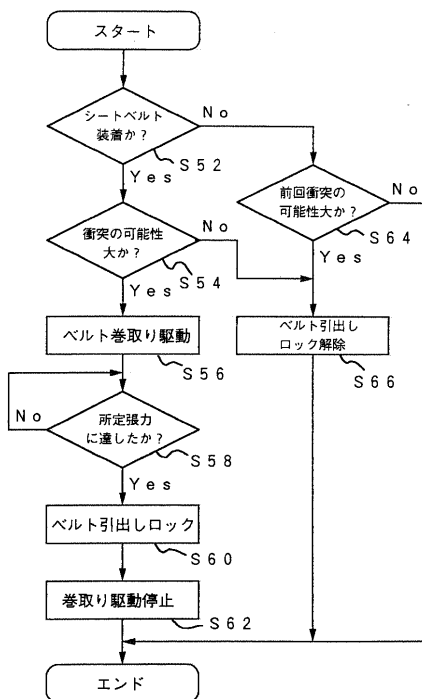 スタート
シートベルト
装着か?
No
S52
Yes
前回衝突の
可能性大か?
No
S64
Yes
衝突の可能性
大か?
No
S54
Yes
ベルト巻取り駆動
S56
ベルト引出し
ロック解除
S66
所定張力
に達したか?
No
S58
Yes
ベルト引出しロック
S60
巻取り駆動停止
S62
エンド